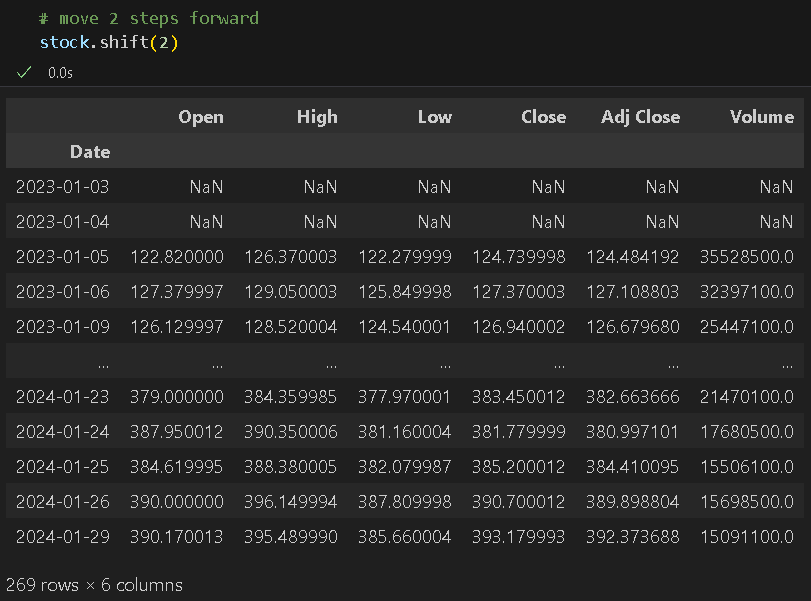 # move 2 steps forward
stock.shift(2)
✓ 0.0s
Open High Low Close Adj Close Volume
Date
2023-01-03 NaN NaN NaN NaN NaN NaN
2023-01-04 NaN NaN NaN NaN NaN NaN
2023-01-05 122.820000 126.370003 122.279999 124.739998 124.484192 35528500.0
2023-01-06 127.379997 129.050003 125.849998 127.370003 127.108803 32397100.0
2023-01-09 126.129997 128.520004 124.540001 126.940002 126.679680 25447100.0
... ... ... ... ... ... ...
2024-01-23 379.000000 384.359985 377.970001 383.450012 382.663666 21470100.0
2024-01-24 387.950012 390.350006 381.160004 381.779999 380.997101 17680500.0
2024-01-25 384.619995 388.380005 382.079987 385.200012 384.410095 15506100.0
2024-01-26 390.000000 396.149994 387.809998 390.700012 389.898804 15698500.0
2024-01-29 390.170013 395.489990 385.660004 393.179993 392.373688 15091100.0
269 rows × 6 columns